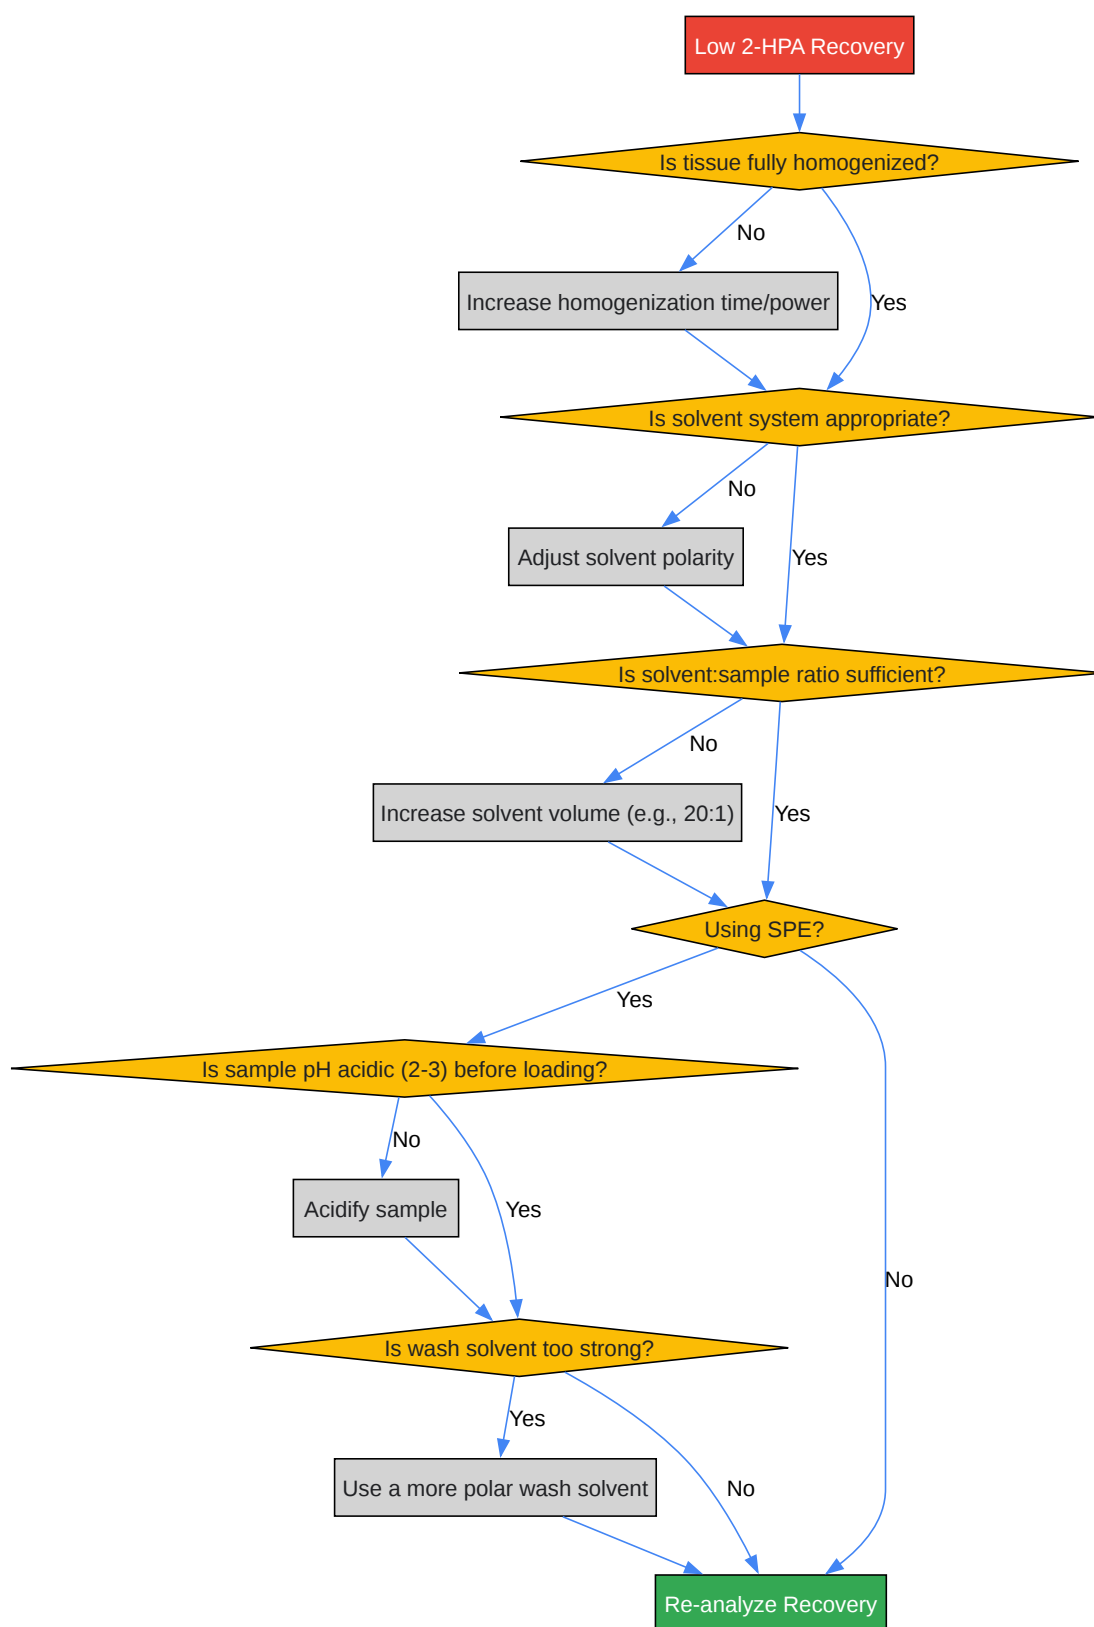 Low 2-HPA Recovery
Is tissue fully homogenized?
No
Increase homogenization time/power
Yes
Is solvent system appropriate?
No
Adjust solvent polarity
Yes
Is solvent:sample ratio sufficient?
No
Increase solvent volume (e.g., 20:1)
Yes
Using SPE?
Yes
Is sample pH acidic (2-3) before loading?
No
Acidify sample
Yes
No
Is wash solvent too strong?
Yes
Use a more polar wash solvent
No
Re-analyze Recovery